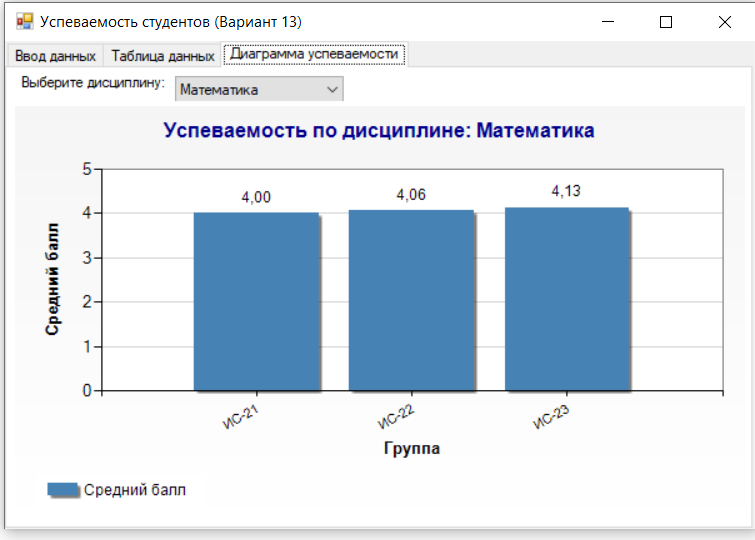 Успеваемость студентов (Вариант 13)
Ввод данных Таблица данных Диаграмма успеваемости
Выберите дисциплину: Математика
Успеваемость по дисциплине: Математика
5
4
3
2
1
0
Средний балл
4,00 4,06 4,13
ИС-21 ИС-22 ИС-23
Группа
Средний балл